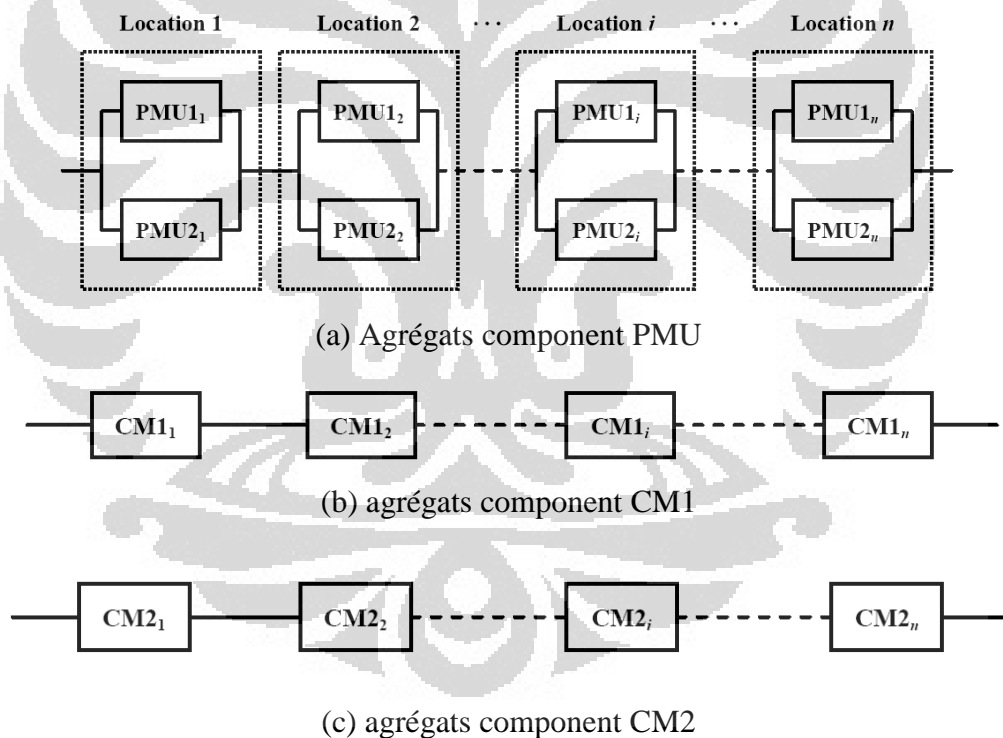 Location 1 Location 2 ··· Location i ··· Location n
PMU1₁ PMU1₂ PMU1ᵢ PMU1ₙ
PMU2₁ PMU2₂ PMU2ᵢ PMU2ₙ
(a) Agrégats component PMU
CM1₁ CM1₂ CM1ᵢ CM1ₙ
(b) agrégats component CM1
CM2₁ CM2₂ CM2ᵢ CM2ₙ
(c) agrégats component CM2